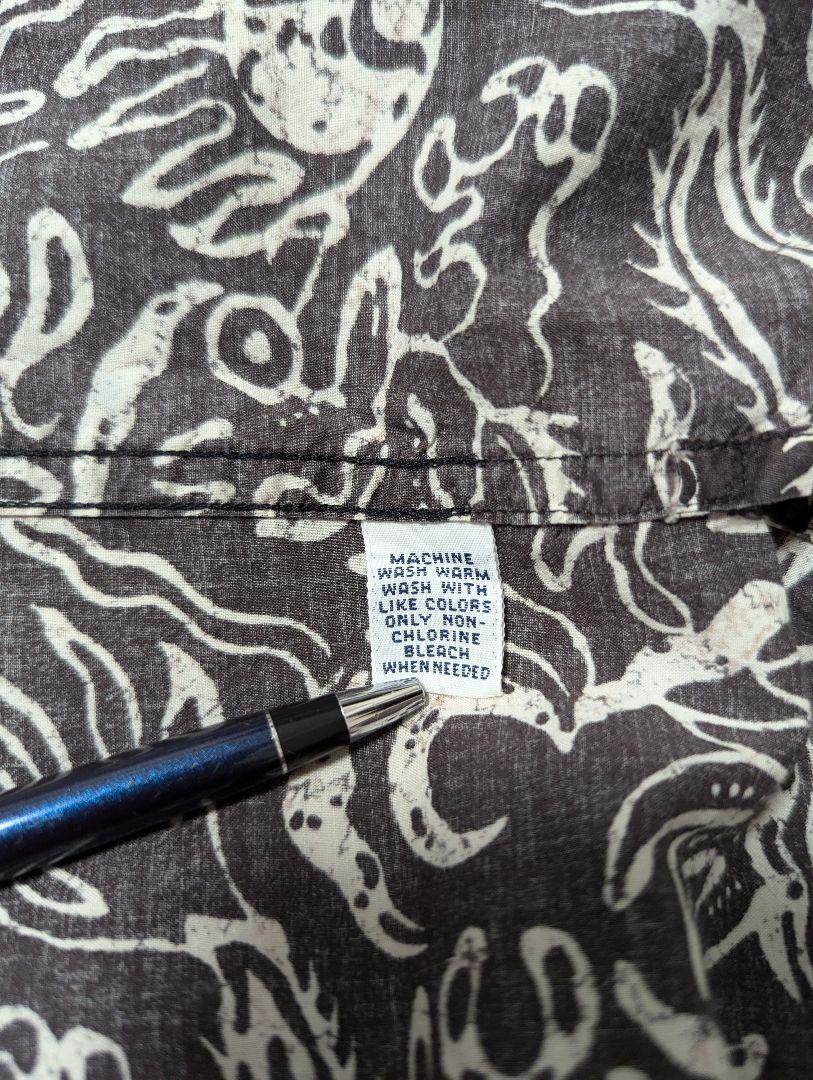 MACHINE
WASH WARM
WASH WITH
LIKE COLORS
ONLY NON-
CHLORINE
BLEACH
WHEN NEEDED